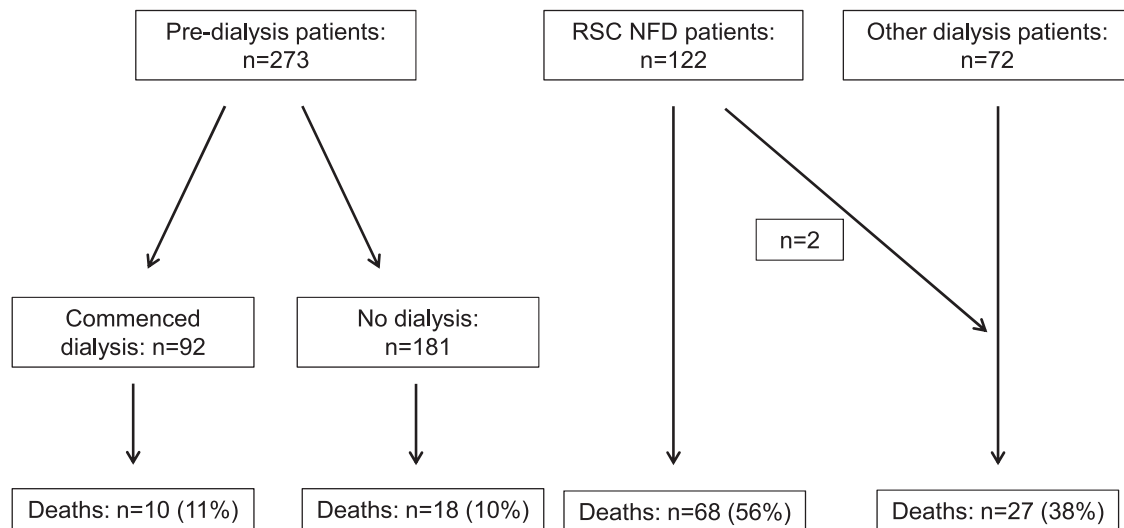 Pre-dialysis patients:
n=273
RSC NFD patients:
n=122
Other dialysis patients:
n=72
n=2
Commenced
dialysis: n=92
No dialysis:
n=181
Deaths: n=10 (11%)
Deaths: n=18 (10%)
Deaths: n=68 (56%)
Deaths: n=27 (38%)